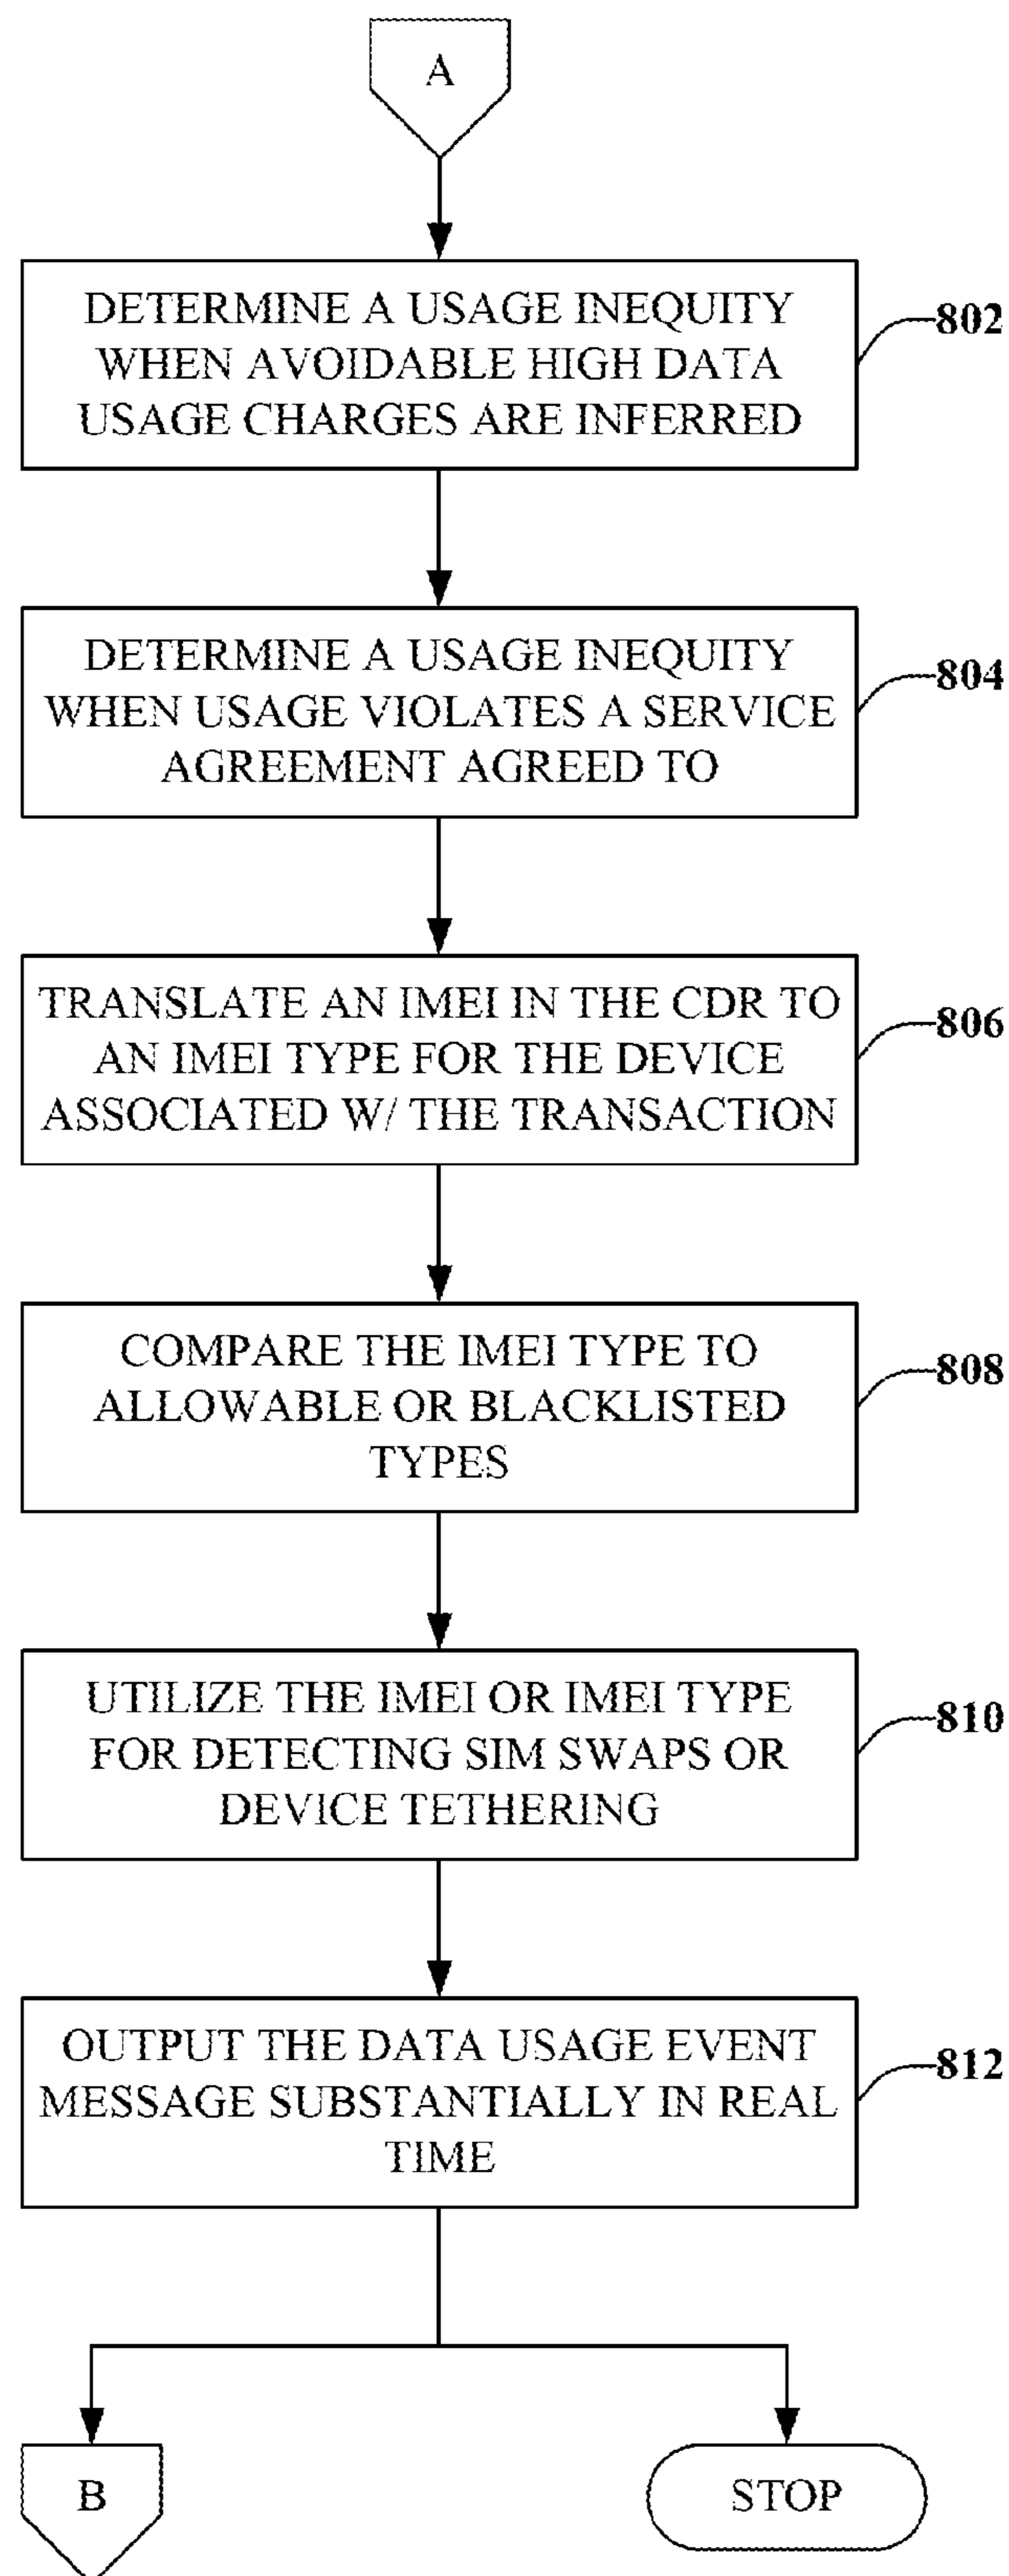 A
DETERMINE A USAGE INEQUITY
WHEN AVOIDABLE HIGH DATA
USAGE CHARGES ARE INFERRED
802
DETERMINE A USAGE INEQUITY
WHEN USAGE VIOLATES A SERVICE
AGREEMENT AGREED TO
804
TRANSLATE AN IMEI IN THE CDR TO
AN IMEI TYPE FOR THE DEVICE
ASSOCIATED W/ THE TRANSACTION
806
COMPARE THE IMEI TYPE TO
ALLOWABLE OR BLACKLISTED
TYPES
808
UTILIZE THE IMEI OR IMEI TYPE
FOR DETECTING SIM SWAPS OR
DEVICE TETHERING
810
OUTPUT THE DATA USAGE EVENT
MESSAGE SUBSTANTIALLY IN REAL
TIME
812
B
STOP